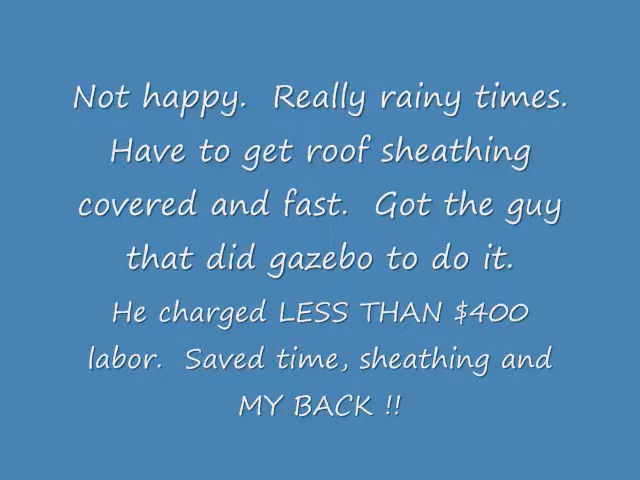 Not happy.  Really rainy times.
Have to get roof sheathing
covered and fast.  Got the guy
that did gazebo to do it.
He charged LESS THAN $400
labor.  Saved time, sheathing and
MY BACK !!